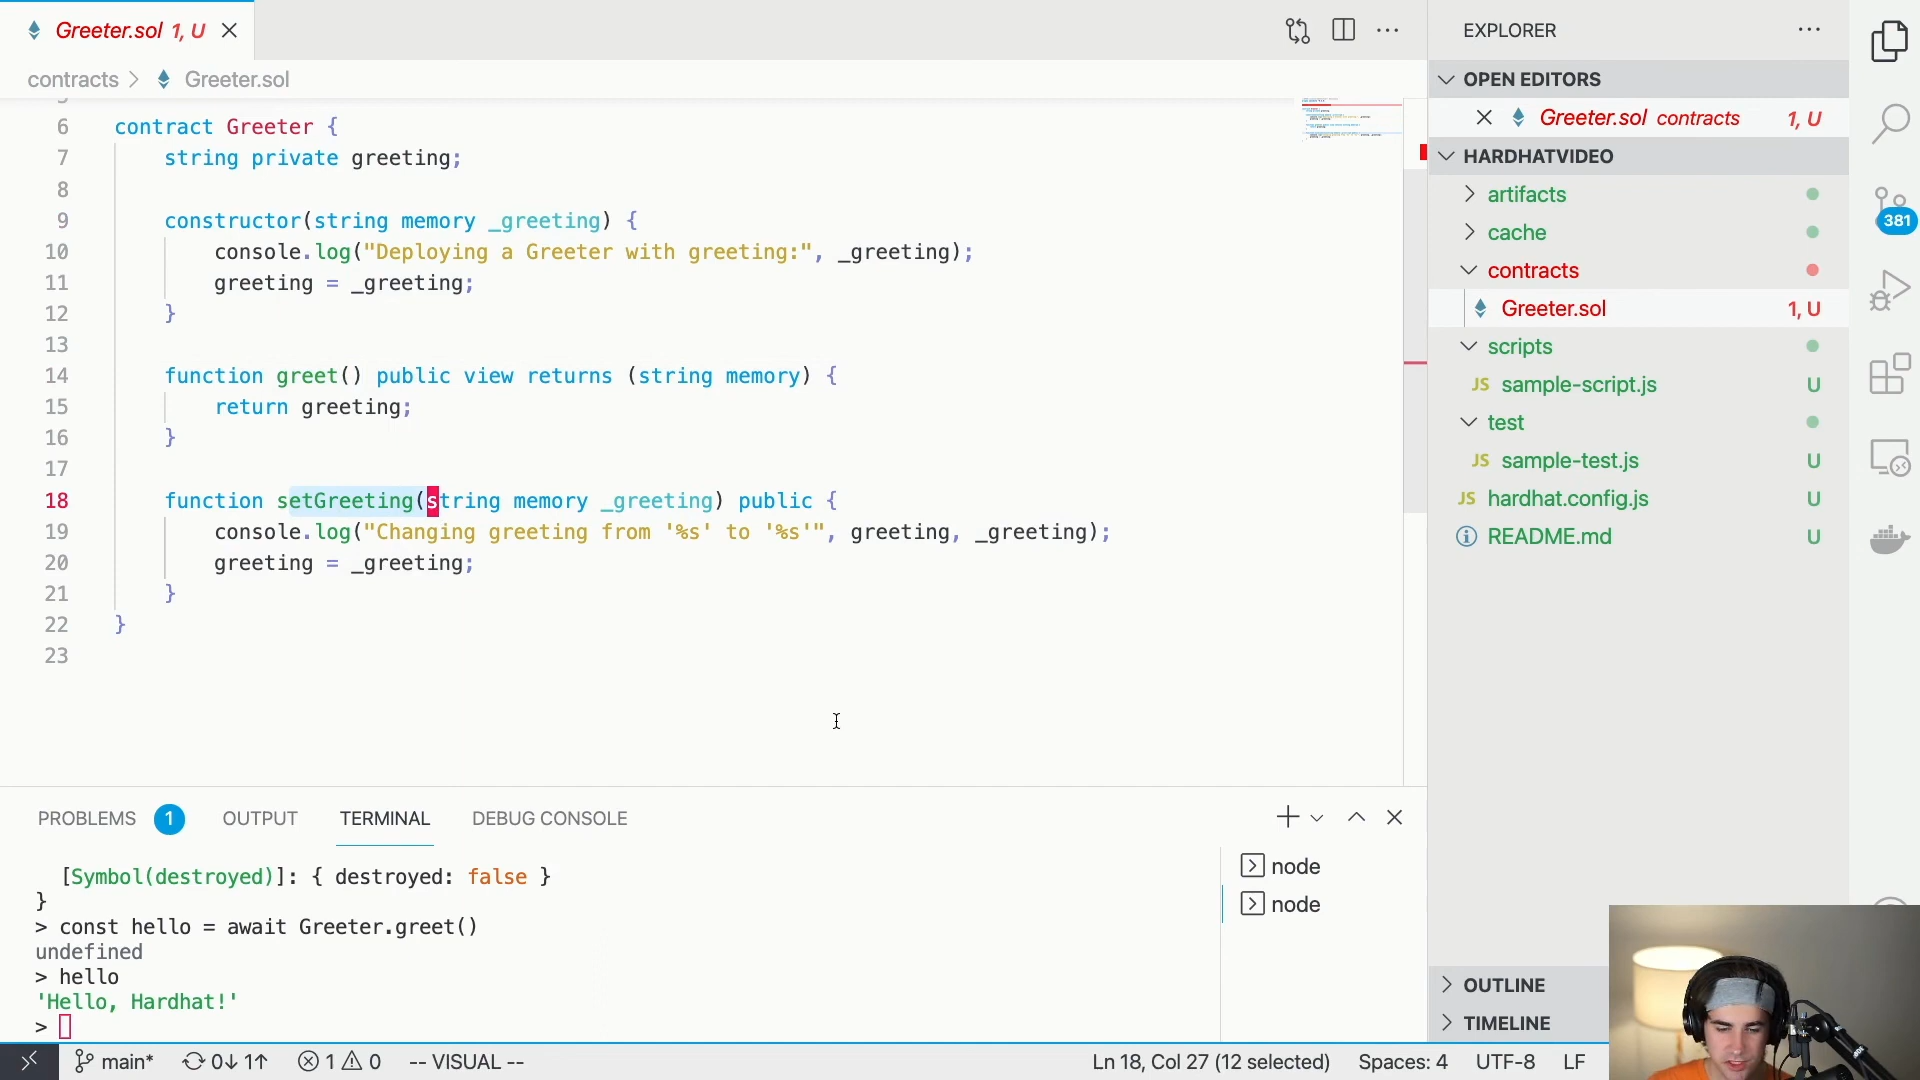 Greeter.sol 1, U
contracts > Greeter.sol
6 contract Greeter {
7 string private greeting;
8
9 constructor(string memory _greeting) {
10 console.log("Deploying a Greeter with greeting:", _greeting);
11 greeting = _greeting;
12 }
13
14 function greet() public view returns (string memory) {
15 return greeting;
16 }
17
18 function setGreeting(string memory _greeting) public {
19 console.log("Changing greeting from '%s' to '%s'", greeting, _greeting);
20 greeting = _greeting;
21 }
22 }
23
PROBLEMS 1 OUTPUT TERMINAL DEBUG CONSOLE
[Symbol(destroyed)]: { destroyed: false }
}
> const hello = await Greeter.greet()
undefined
> hello
'Hello, Hardhat!'
>
node
node
EXPLORER
OPEN EDITORS
Greeter.sol contracts 1, U
HARDHATVIDEO
artifacts
cache
contracts
Greeter.sol 1, U
scripts
JS sample-script.js U
test
JS sample-test.js U
JS hardhat.config.js U
README.md U
OUTLINE
TIMELINE
381
main* 0↓ 1↑ 1 0 -- VISUAL -- Ln 18, Col 27 (12 selected) Spaces: 4 UTF-8 LF